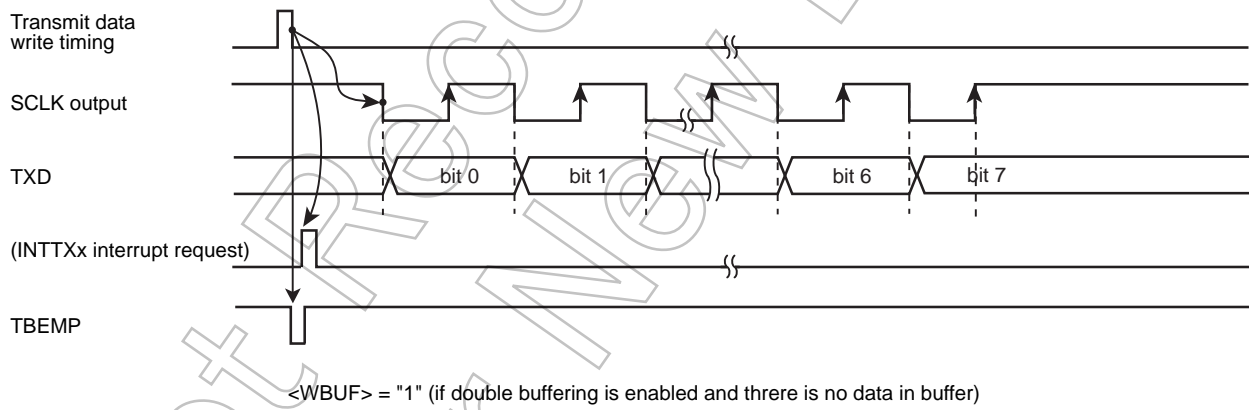 Transmit data
write timing
SCLK output
TXD
bit 0 bit 1 bit 6 bit 7
(INTTXx interrupt request)
TBEMP
<WBUF> = "1" (if double buffering is enabled and threre is no data in buffer)